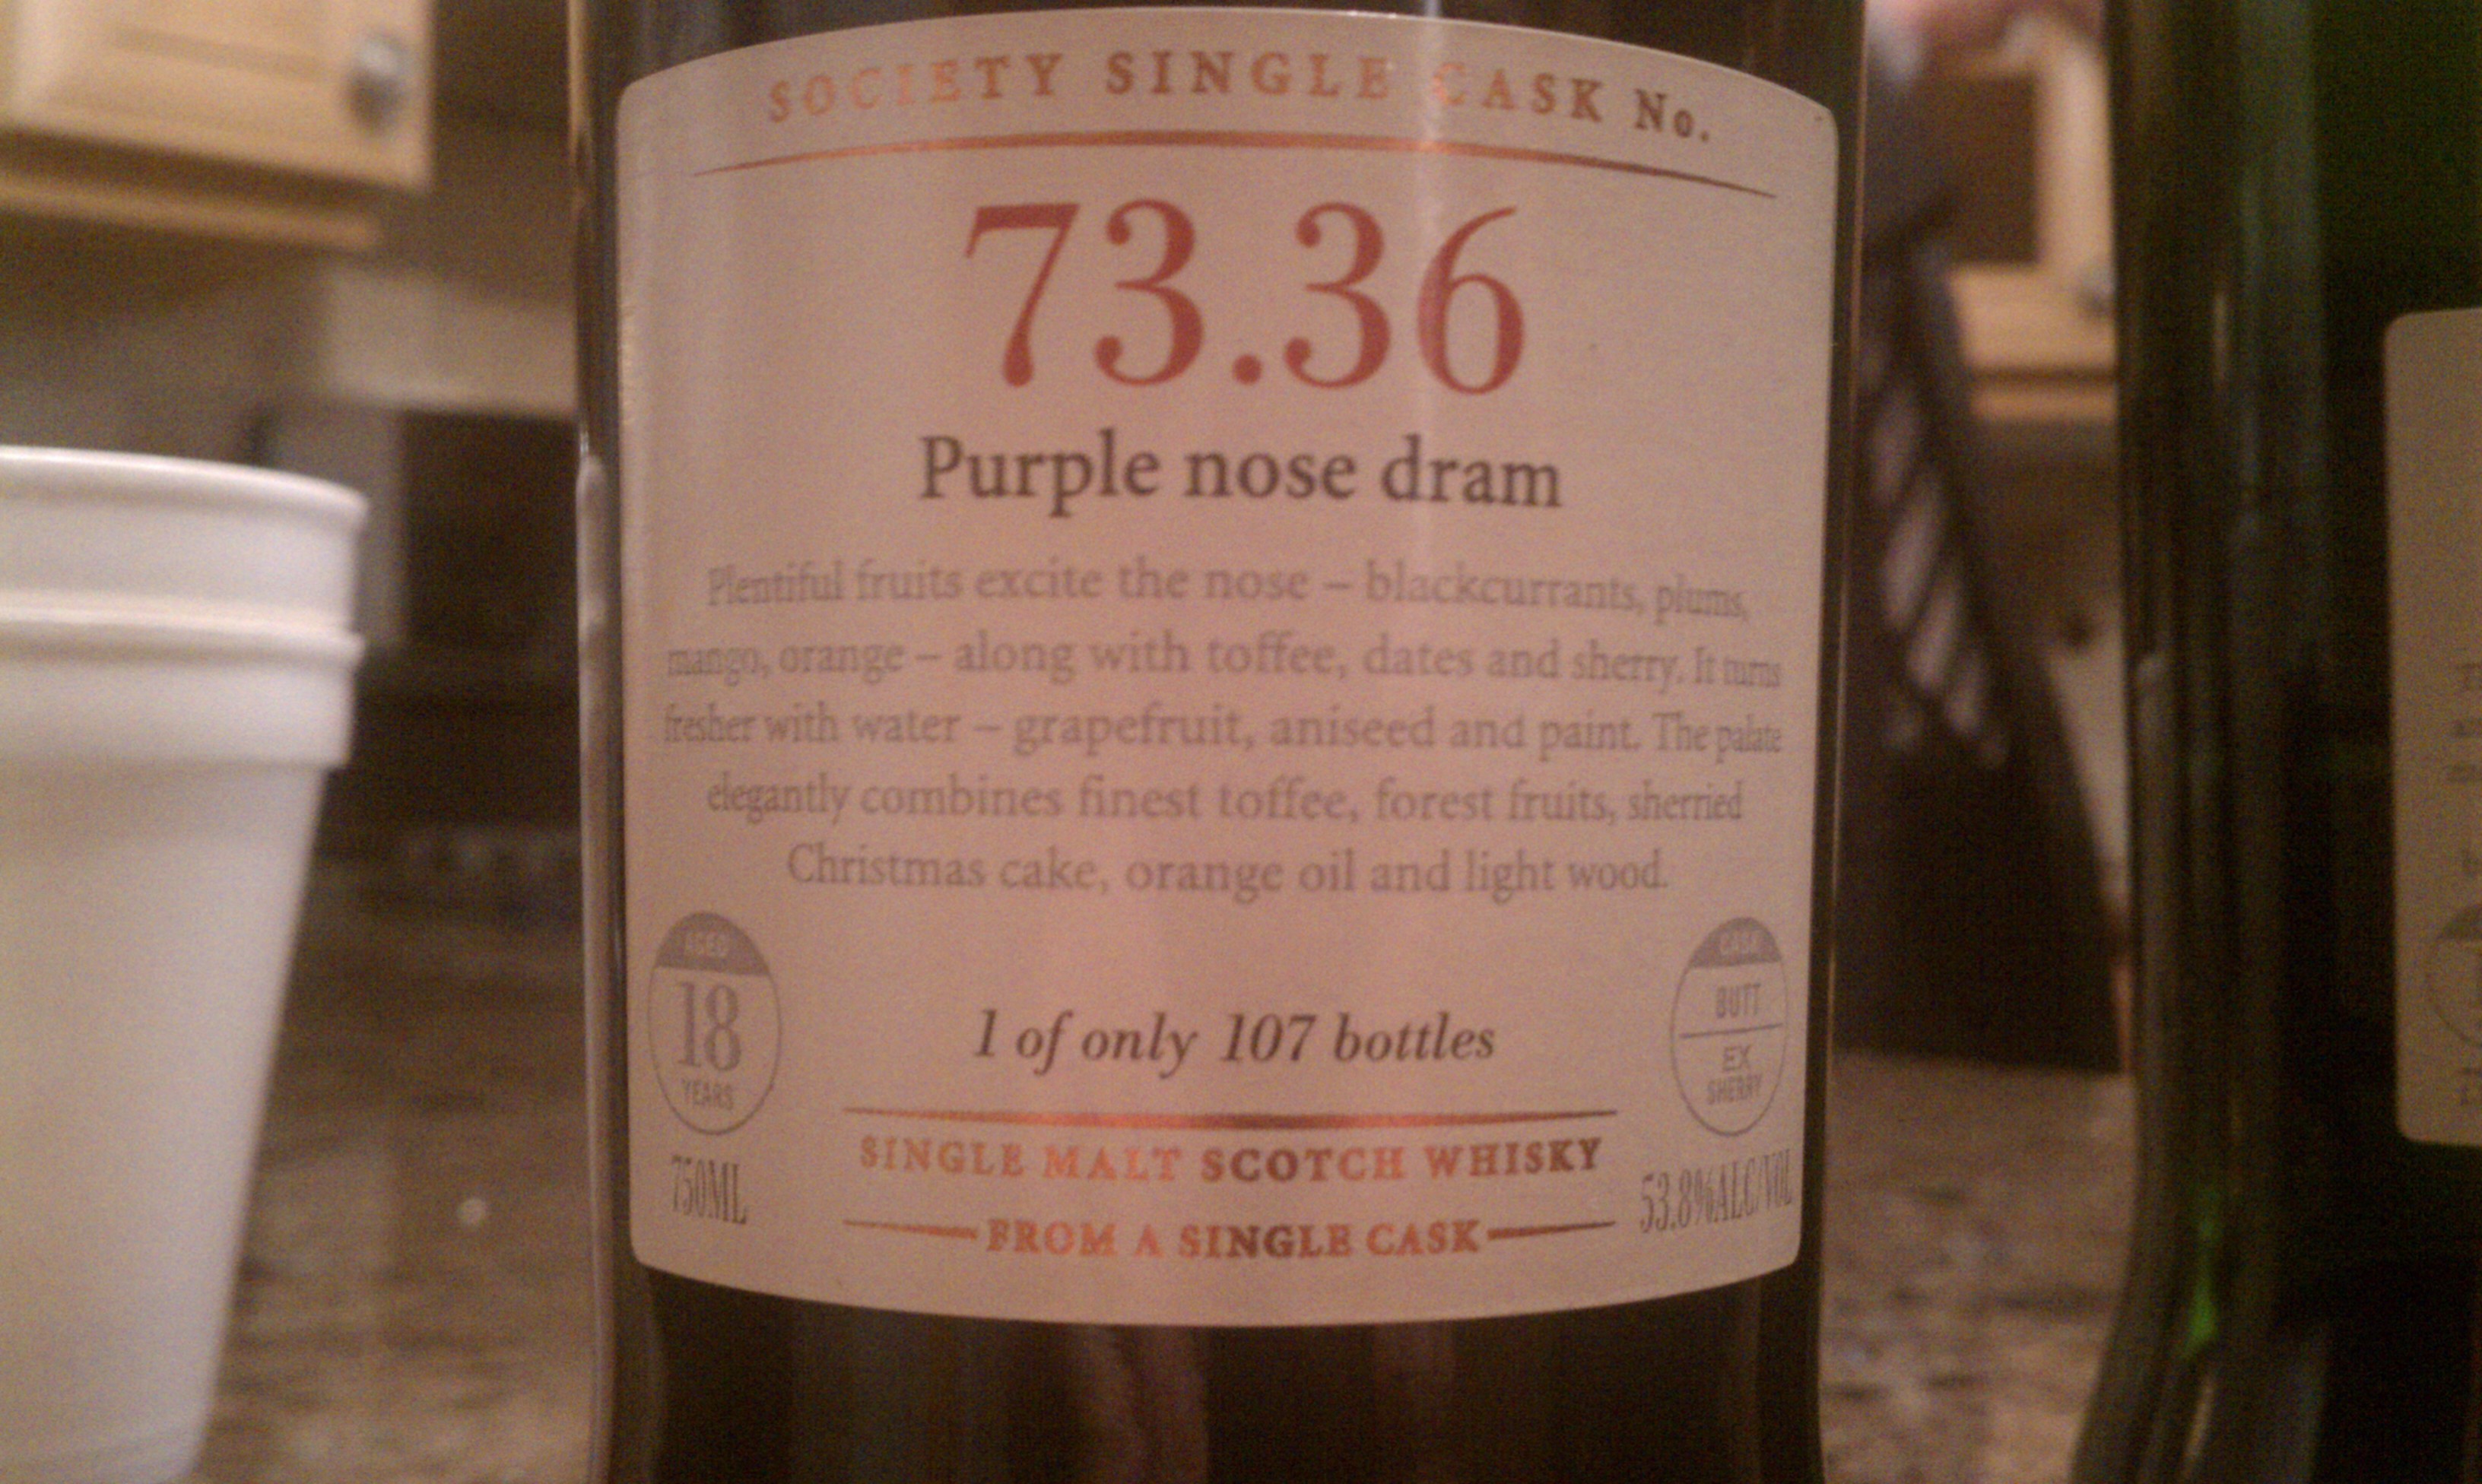 SOCIETY SINGLE CASK No.
73.36
Purple nose dram
Plentiful fruits excite the nose – blackcurrants, plums,
mango, orange – along with toffee, dates and sherry. It turns
fresher with water – grapefruit, aniseed and paint. The palate
elegantly combines finest toffee, forest fruits, sherried
Christmas cake, orange oil and light wood.
AGED
18
YEARS
1 of only 107 bottles
CASK
BUTT
EX
SHERRY
750ML
SINGLE MALT SCOTCH WHISKY
53.8%ALC/VOL
FROM A SINGLE CASK